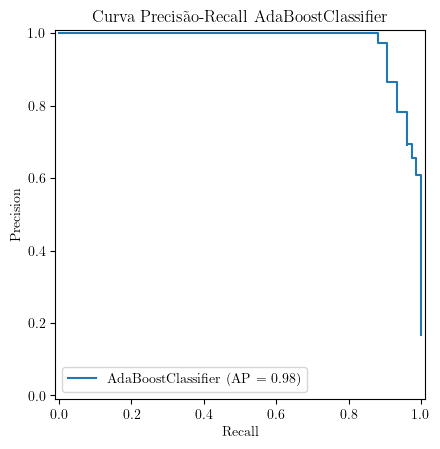 Curva Precisão-Recall AdaBoostClassifier
1.0
0.8
0.6
0.4
0.2
0.0
Precision
AdaBoostClassifier (AP = 0.98)
0.0 0.2 0.4 0.6 0.8 1.0
Recall